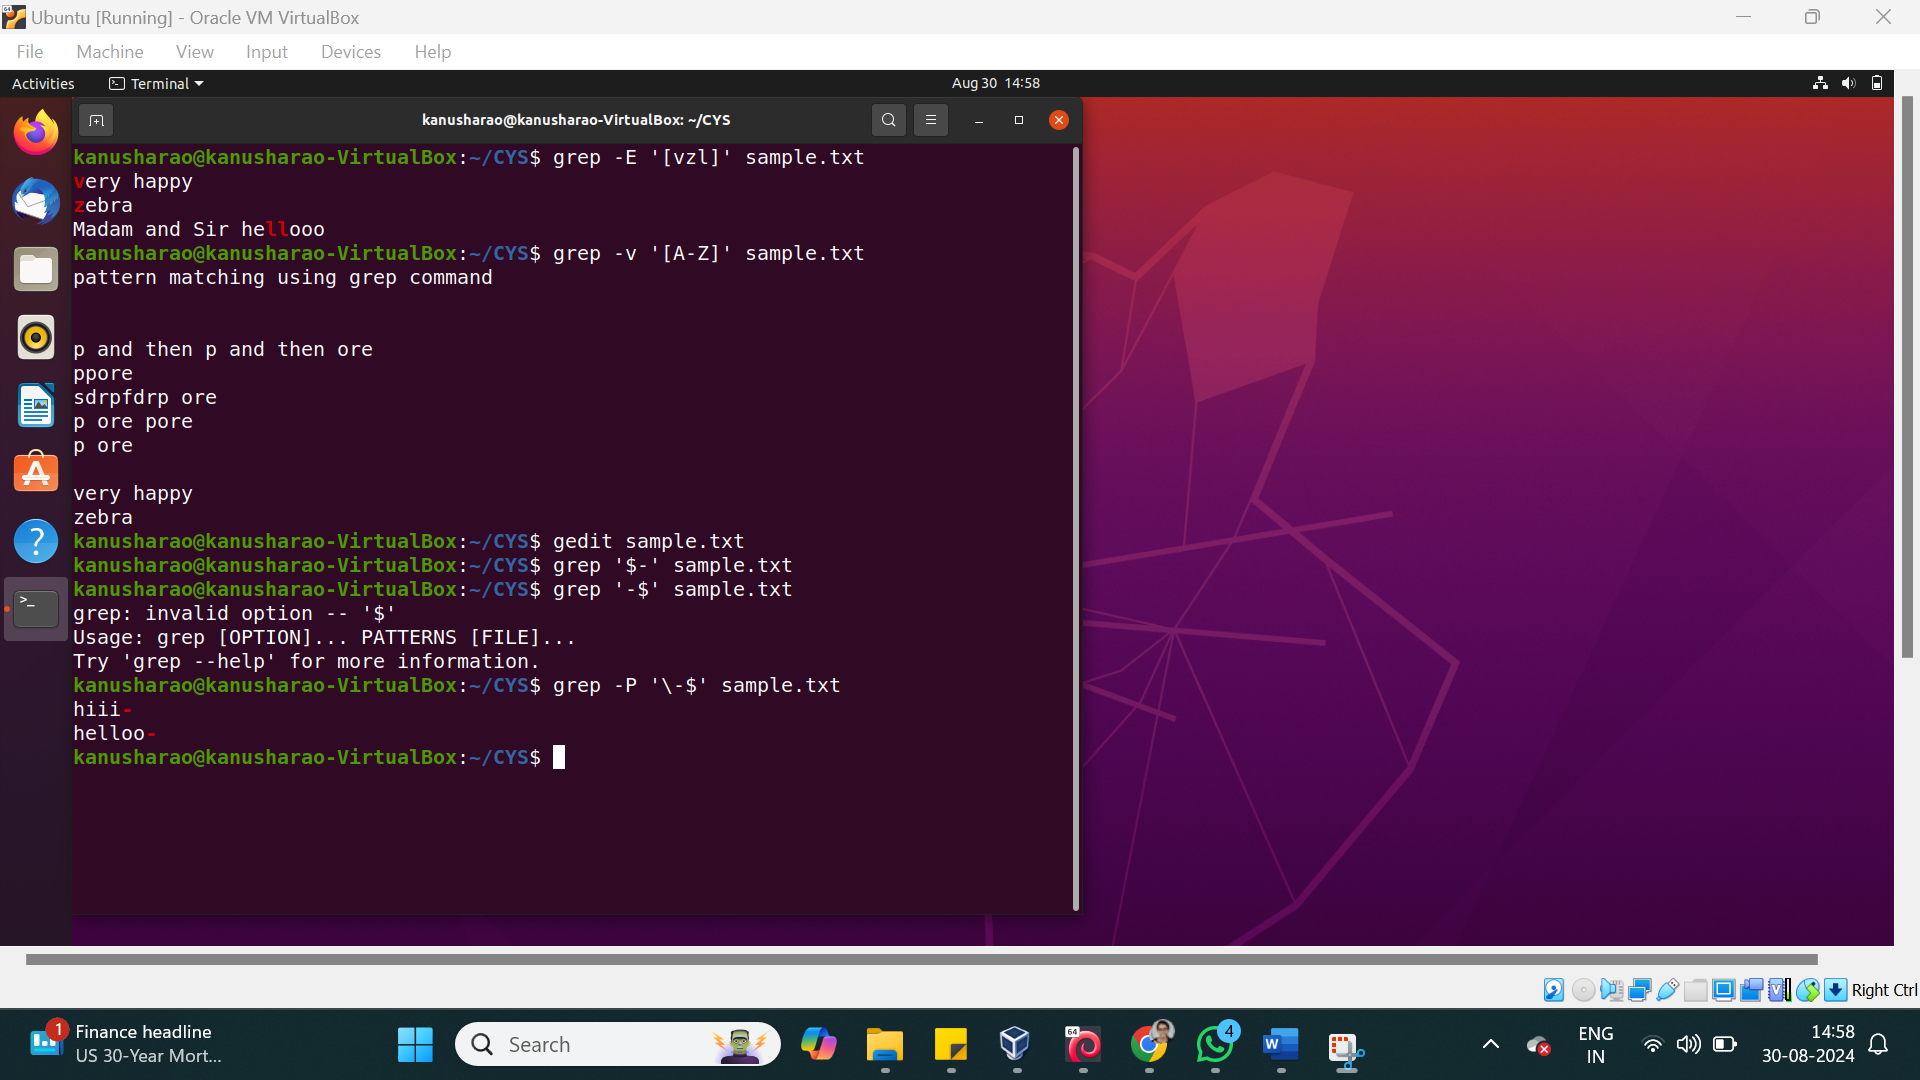 Ubuntu [Running] - Oracle VM VirtualBox
File Machine View Input Devices Help
Activities Terminal Aug 30 14:58
kanusharao@kanusharao-VirtualBox: ~/CYS
kanusharao@kanusharao-VirtualBox:~/CYS$ grep -E '[vzl]' sample.txt
very happy
zebra
Madam and Sir hellooo
kanusharao@kanusharao-VirtualBox:~/CYS$ grep -v '[A-Z]' sample.txt
pattern matching using grep command
p and then p and then ore
ppore
sdrpfdrp ore
p ore pore
p ore
very happy
zebra
kanusharao@kanusharao-VirtualBox:~/CYS$ gedit sample.txt
kanusharao@kanusharao-VirtualBox:~/CYS$ grep '$-' sample.txt
kanusharao@kanusharao-VirtualBox:~/CYS$ grep '-$' sample.txt
grep: invalid option -- '$'
Usage: grep [OPTION]... PATTERNS [FILE]...
Try 'grep --help' for more information.
kanusharao@kanusharao-VirtualBox:~/CYS$ grep -P '\-$' sample.txt
hiii-
helloo-
kanusharao@kanusharao-VirtualBox:~/CYS$
Right Ctrl
1 Finance headline
US 30-Year Mort...
Search
64
4
ENG
IN
14:58
30-08-2024